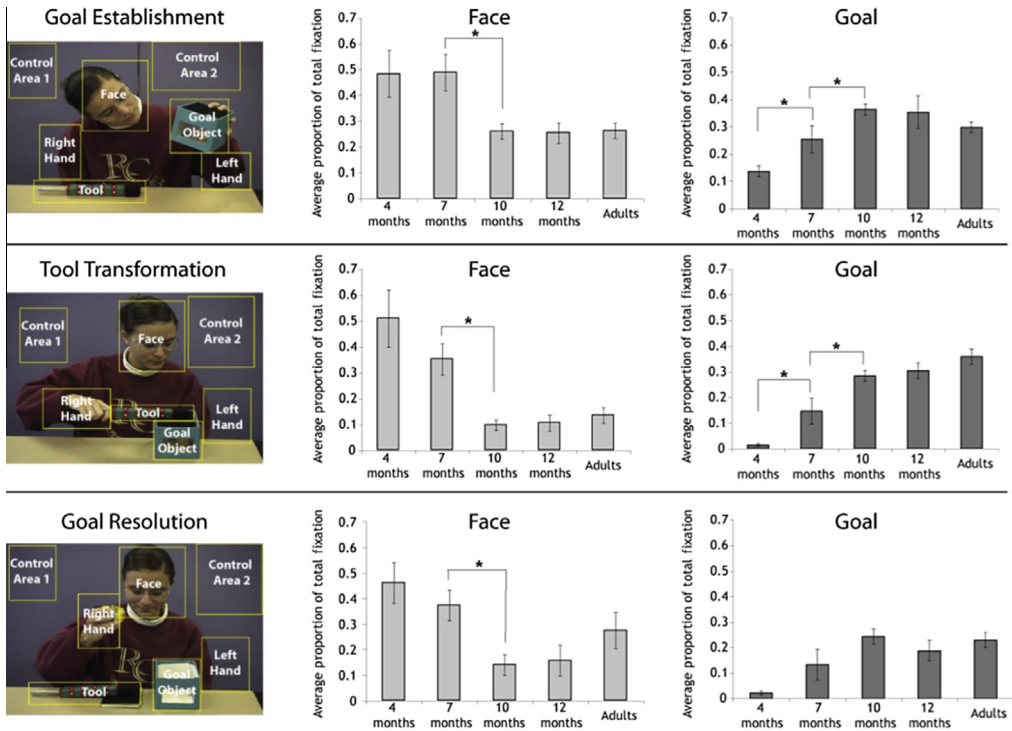 Goal Establishment
Control
Area 1
Control
Area 2
Face
Goal
Object
Right
Hand
Left
Hand
Tool
Face
Average proportion of total fixation
0.7
0.6
0.5
0.4
0.3
0.2
0.1
0
*
4
months
7
months
10
months
12
months
Adults
Goal
Average proportion of total fixation
0.7
0.6
0.5
0.4
0.3
0.2
0.1
0
*
*
4
months
7
months
10
months
12
months
Adults
Tool Transformation
Control
Area 1
Control
Area 2
Face
Right
Hand
Tool
Left
Hand
Goal
Object
Face
Average proportion of total fixation
0.7
0.6
0.5
0.4
0.3
0.2
0.1
0
*
4
months
7
months
10
months
12
months
Adults
Goal
Average proportion of total fixation
0.7
0.6
0.5
0.4
0.3
0.2
0.1
0
*
*
4
months
7
months
10
months
12
months
Adults
Goal Resolution
Control
Area 1
Control
Area 2
Face
Right
Hand
Left
Hand
Goal
Object
Tool
Face
Average proportion of total fixation
0.7
0.6
0.5
0.4
0.3
0.2
0.1
0
*
4
months
7
months
10
months
12
months
Adults
Goal
Average proportion of total fixation
0.7
0.6
0.5
0.4
0.3
0.2
0.1
0
4
months
7
months
10
months
12
months
Adults